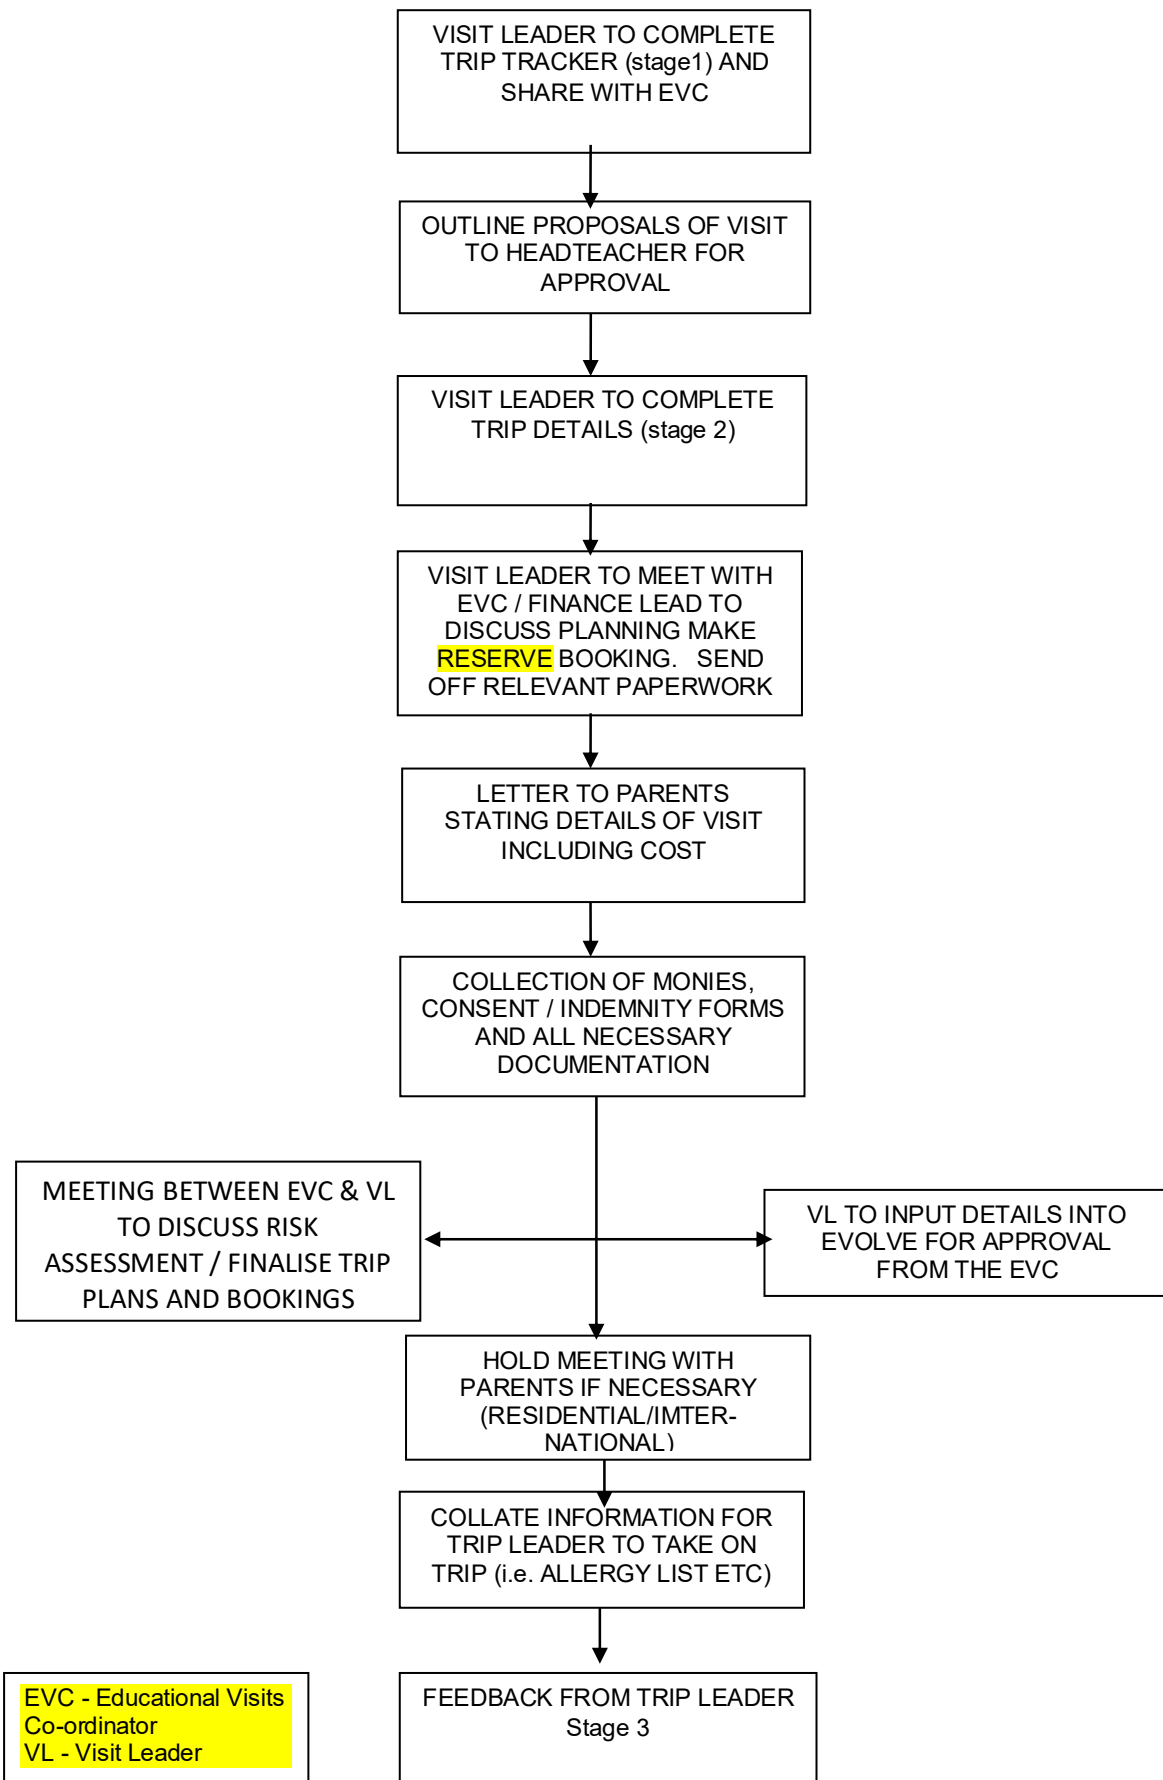 VISIT LEADER TO COMPLETE
TRIP TRACKER (stage1) AND
SHARE WITH EVC
OUTLINE PROPOSALS OF VISIT
TO HEADTEACHER FOR
APPROVAL
VISIT LEADER TO COMPLETE
TRIP DETAILS (stage 2)
VISIT LEADER TO MEET WITH
EVC / FINANCE LEAD TO
DISCUSS PLANNING MAKE
RESERVE BOOKING.   SEND
OFF RELEVANT PAPERWORK
LETTER TO PARENTS
STATING DETAILS OF VISIT
INCLUDING COST
COLLECTION OF MONIES,
CONSENT / INDEMNITY FORMS
AND ALL NECESSARY
DOCUMENTATION
MEETING BETWEEN EVC & VL
TO DISCUSS RISK
ASSESSMENT / FINALISE TRIP
PLANS AND BOOKINGS
VL TO INPUT DETAILS INTO
EVOLVE FOR APPROVAL
FROM THE EVC
HOLD MEETING WITH
PARENTS IF NECESSARY
(RESIDENTIAL/IMTER-
NATIONAL)
COLLATE INFORMATION FOR
TRIP LEADER TO TAKE ON
TRIP (i.e. ALLERGY LIST ETC)
EVC - Educational Visits
Co-ordinator
VL - Visit Leader
FEEDBACK FROM TRIP LEADER
Stage 3